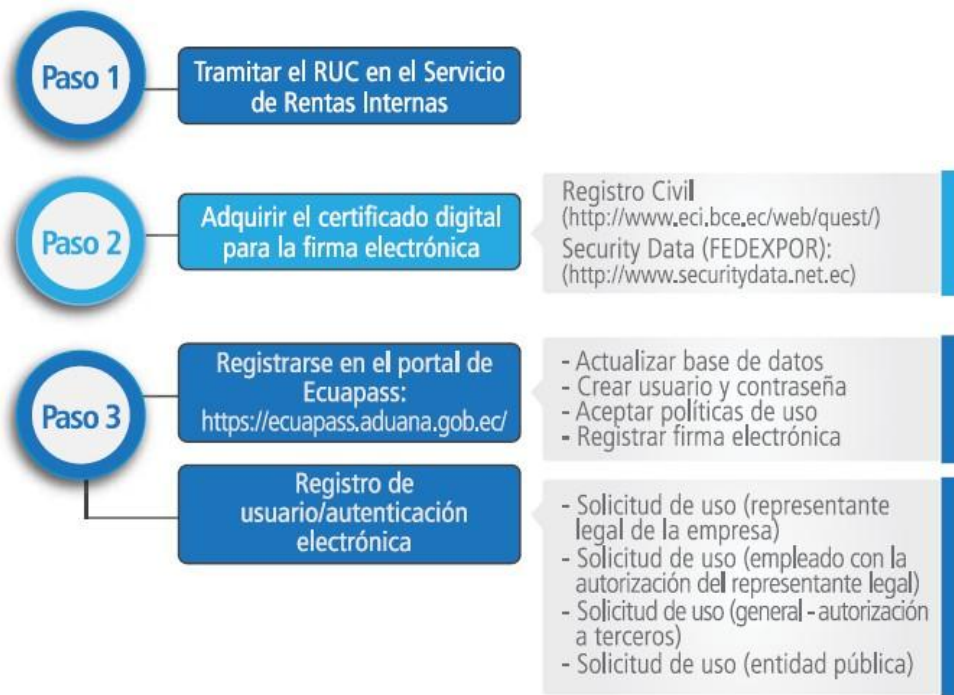 Paso 1
Tramitar el RUC en el Servicio
de Rentas Internas
Paso 2
Adquirir el certificado digital
para la firma electrónica
Registro Civil
(http://www.eci.bce.ec/web/quest/)
Security Data (FEDEXPOR):
(http://www.securitydata.net.ec)
Paso 3
Registrarse en el portal de
Ecuapass:
https://ecuapass.aduana.gob.ec/
- Actualizar base de datos
- Crear usuario y contraseña
- Aceptar políticas de uso
- Registrar firma electrónica
Registro de
usuario/autenticación
electrónica
- Solicitud de uso (representante
legal de la empresa)
- Solicitud de uso (empleado con la
autorización del representante legal)
- Solicitud de uso (general - autorización
a terceros)
- Solicitud de uso (entidad pública)